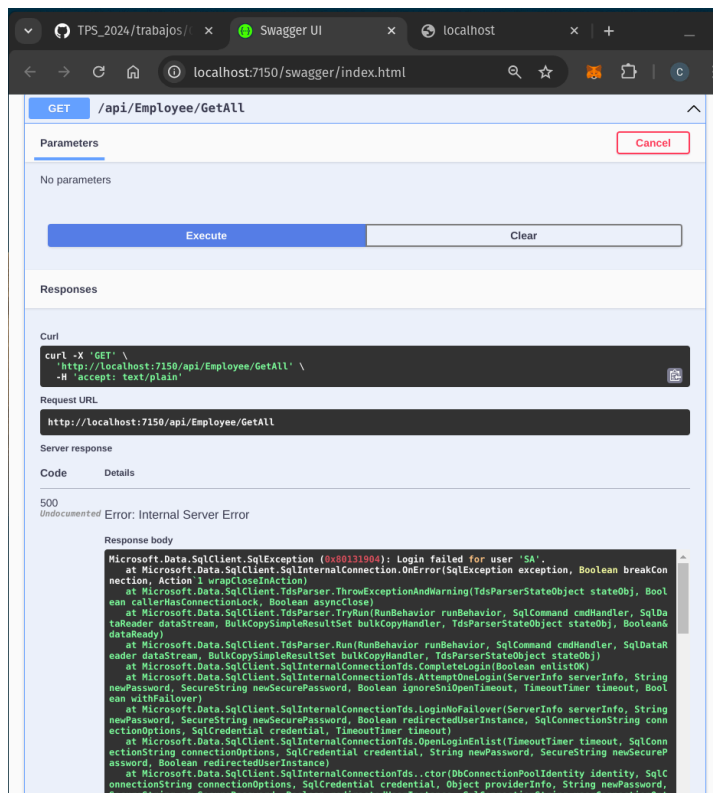 TPS_2024/trabajos/
Swagger UI
localhost
localhost:7150/swagger/index.html
C
GET /api/Employee/GetAll
Parameters
Cancel
No parameters
Execute
Clear
Responses
Curl
curl -X 'GET' \
'http://localhost:7150/api/Employee/GetAll' \
-H 'accept: text/plain'
Request URL
http://localhost:7150/api/Employee/GetAll
Server response
Code Details
500
Undocumented Error: Internal Server Error
Response body
Microsoft.Data.SqlClient.SqlException (0x80131904): Login failed for user 'SA'.
at Microsoft.Data.SqlClient.SqlInternalConnection.OnError(SqlException exception, Boolean breakCon
nection, Action`1 wrapCloseInAction)
at Microsoft.Data.SqlClient.TdsParser.ThrowExceptionAndWarning(TdsParserStateObject stateObj, Bool
ean callerHasConnectionLock, Boolean asyncClose)
at Microsoft.Data.SqlClient.TdsParser.TryRun(RunBehavior runBehavior, SqlCommand cmdHandler, SqlDa
taReader dataStream, BulkCopySimpleResultSet bulkCopyHandler, TdsParserStateObject stateObj, Boolean&
dataReady)
at Microsoft.Data.SqlClient.TdsParser.Run(RunBehavior runBehavior, SqlCommand cmdHandler, SqlDataR
eader dataStream, BulkCopySimpleResultSet bulkCopyHandler, TdsParserStateObject stateObj)
at Microsoft.Data.SqlClient.SqlInternalConnectionTds.CompleteLogin(Boolean enlistOK)
at Microsoft.Data.SqlClient.SqlInternalConnectionTds.AttemptOneLogin(ServerInfo serverInfo, String
newPassword, SecureString newSecurePassword, Boolean ignoreSniOpenTimeout, TimeoutTimer timeout, Bool
ean withFailover)
at Microsoft.Data.SqlClient.SqlInternalConnectionTds.LoginNoFailover(ServerInfo serverInfo, String
newPassword, SecureString newSecurePassword, Boolean redirectedUserInstance, SqlConnectionString conn
ectionOptions, SqlCredential credential, TimeoutTimer timeout)
at Microsoft.Data.SqlClient.SqlInternalConnectionTds.OpenLoginEnlist(TimeoutTimer timeout, SqlConn
ectionString connectionOptions, SqlCredential credential, String newPassword, SecureString newSecureP
assword, Boolean redirectedUserInstance)
at Microsoft.Data.SqlClient.SqlInternalConnectionTds..ctor(DbConnectionPoolIdentity identity, SqlC
onnectionString connectionOptions, SqlCredential credential, Object providerInfo, String newPassword,